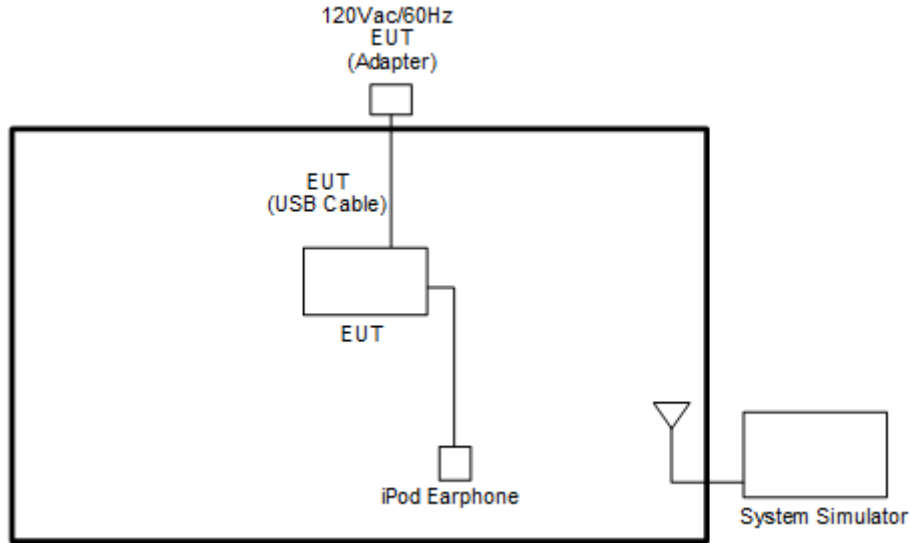 120Vac/60Hz
EUT
(Adapter)
EUT
(USB Cable)
EUT
iPod Earphone
System Simulator